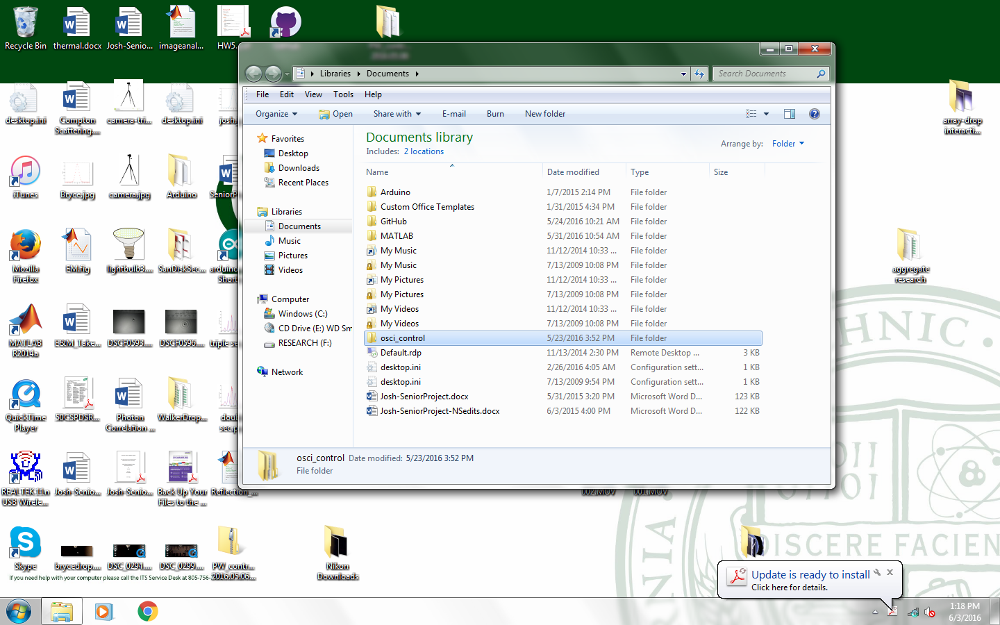 Recycle Bin
thermal.docx
Josh-Senio...
imageanal...
HW5.
desktop.ini
Compton
Scattering....
camera-tri...
desktop.ini
josh_
iTunes
Bryce.jpg
camera.jpg
Arduino
SeniorP
Mozilla
Firefox
EM.fig
lightbulb3....
SanDiskSec...
arduino
Short
MATLAB
R2014a
E&M_Take...
DSCF0593....
DSCF0596....
triple se
QuickTime
Player
50CSPDSR...
Photon
Correlation ...
WalkerDrop...
dou
sec.p
REALTEK 11n
USB Wirele...
Josh-Senio...
Josh-Senio...
Back Up Your
Files to the ...
Reflection_...
Skype
brycedrop....
DSC_0294....
DSC_0299....
PW_contr...
2016.05.06...
Nikon
Downloads
If you need help with your computer please call the ITS Service Desk at 805-756-
Libraries
Documents
Search Documents
File
Edit
View
Tools
Help
Organize
Open
Share with
E-mail
Burn
New folder
Favorites
Desktop
Downloads
Recent Places
Libraries
Documents
Music
Pictures
Videos
Computer
Windows (C:)
CD Drive (E:) WD Sm
RESEARCH (F:)
Network
Documents library
Includes: 2 locations
Arrange by: Folder
Name Date modified Type Size
Arduino 1/7/2015 2:14 PM File folder
Custom Office Templates 1/31/2015 4:34 PM File folder
GitHub 5/24/2016 10:21 AM File folder
MATLAB 5/31/2016 10:54 AM File folder
My Music 11/12/2014 10:33 ... File folder
My Music 7/13/2009 10:08 PM File folder
My Pictures 11/12/2014 10:33 ... File folder
My Pictures 7/13/2009 10:08 PM File folder
My Videos 11/12/2014 10:33 ... File folder
My Videos 7/13/2009 10:08 PM File folder
osci_control 5/23/2016 3:52 PM File folder
Default.rdp 11/13/2014 2:30 PM Remote Desktop ... 3 KB
desktop.ini 2/26/2016 4:05 AM Configuration sett... 1 KB
desktop.ini 7/13/2009 9:54 PM Configuration sett... 1 KB
Josh-SeniorProject.docx 5/31/2015 3:20 PM Microsoft Word D... 123 KB
Josh-SeniorProject-NSedits.docx 6/3/2015 4:00 PM Microsoft Word D... 122 KB
osci_control Date modified: 5/23/2016 3:52 PM
File folder
002.MOV
001.MOV
array-drop
interacti...
aggregate
research
HNIC
DISCERE FACIEN
Update is ready to install
Click here for details.
1:18 PM
6/3/2016